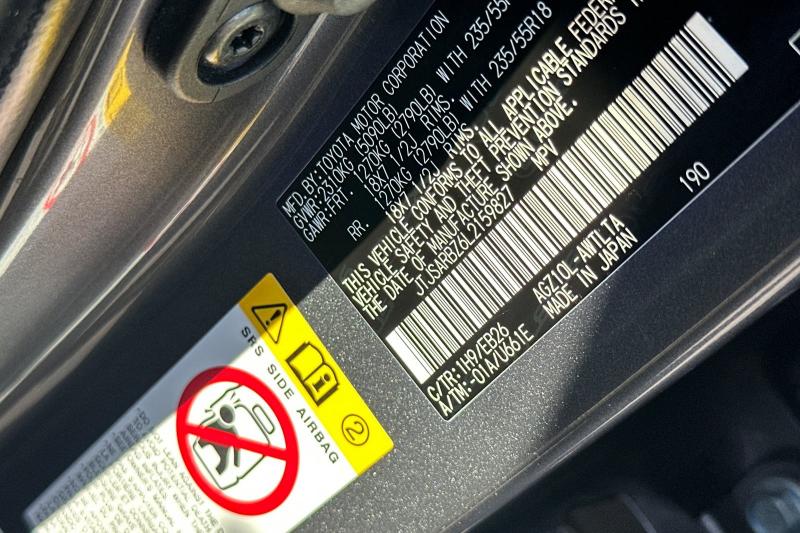 MFD.BY:TOYOTA MOTOR CORPORATION
GVWR:2310KG (5090LB)
GAWR:FRT. 1270KG (2790LB) WITH 235/55R
18X7 1/2J RIMS.
RR. 1270KG (2790LB) WITH 235/55R18
18X7 1/2J RIMS.
THIS VEHICLE CONFORMS TO ALL APPLICABLE FEDER
VEHICLE SAFETY AND THEFT PREVENTION STANDARDS
THE DATE OF MANUFACTURE SHOWN ABOVE.
JTJSARBZ6L2159827 MPV
190
C/TR:1H9/EB26 AGZ10L-AWTLTA
A/TM:-01A/U661E MADE IN JAPAN
SRS SIDE AIRBAG
2